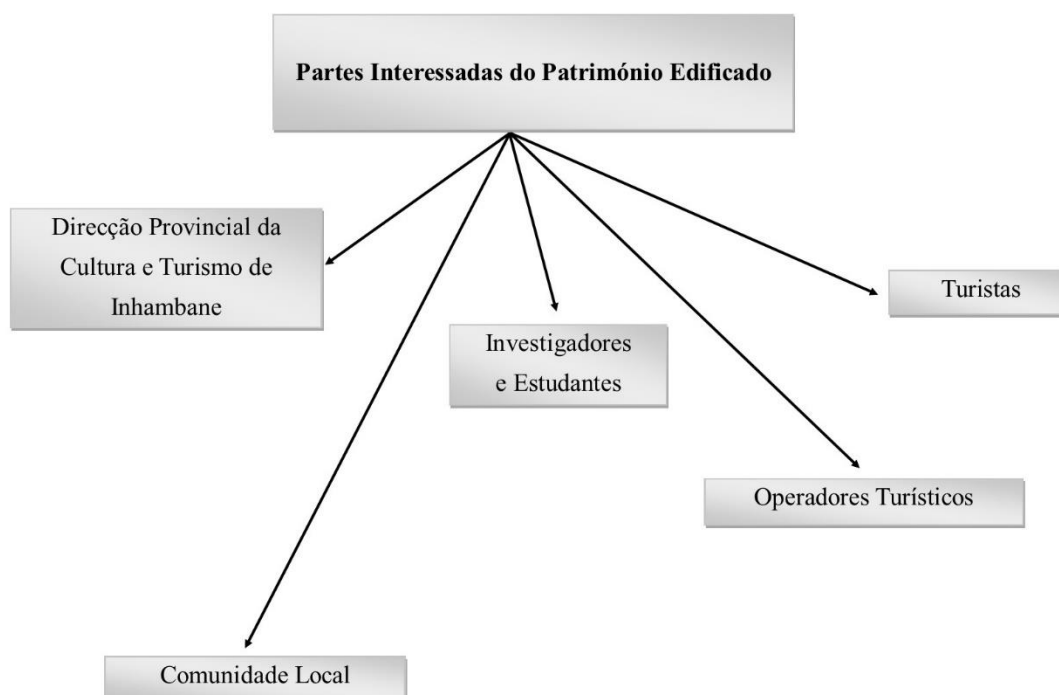 Partes Interessadas do Património Edificado
Direcção Provincial da
Cultura e Turismo de
Inhambane
Turistas
Investigadores
e Estudantes
Operadores Turísticos
Comunidade Local